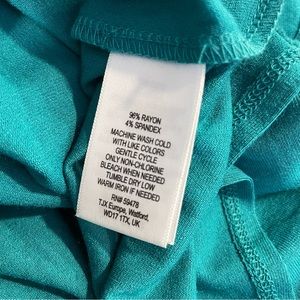 96% RAYON
4% SPANDEX
MACHINE WASH COLD
WITH LIKE COLORS
GENTLE CYCLE
ONLY NON-CHLORINE
BLEACH WHEN NEEDED
TUMBLE DRY LOW
WARM IRON IF NEEDED
RN# 59478
TJX Europe, Watford,
WD17 1TX, UK